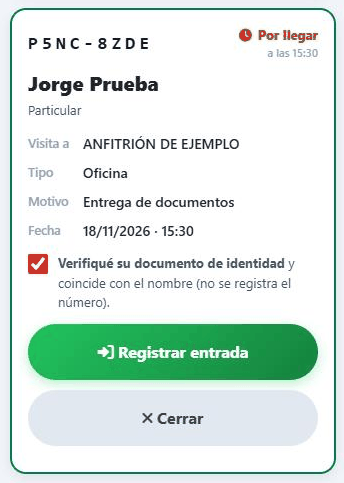 P5NC-8ZDE
Por llegar
a las 15:30
Jorge Prueba
Particular
Visita a ANFITRIÓN DE EJEMPLO
Tipo Oficina
Motivo Entrega de documentos
Fecha 18/11/2026 · 15:30
Verifiqué su documento de identidad y
coincide con el nombre (no se registra el
número).
Registrar entrada
Cerrar